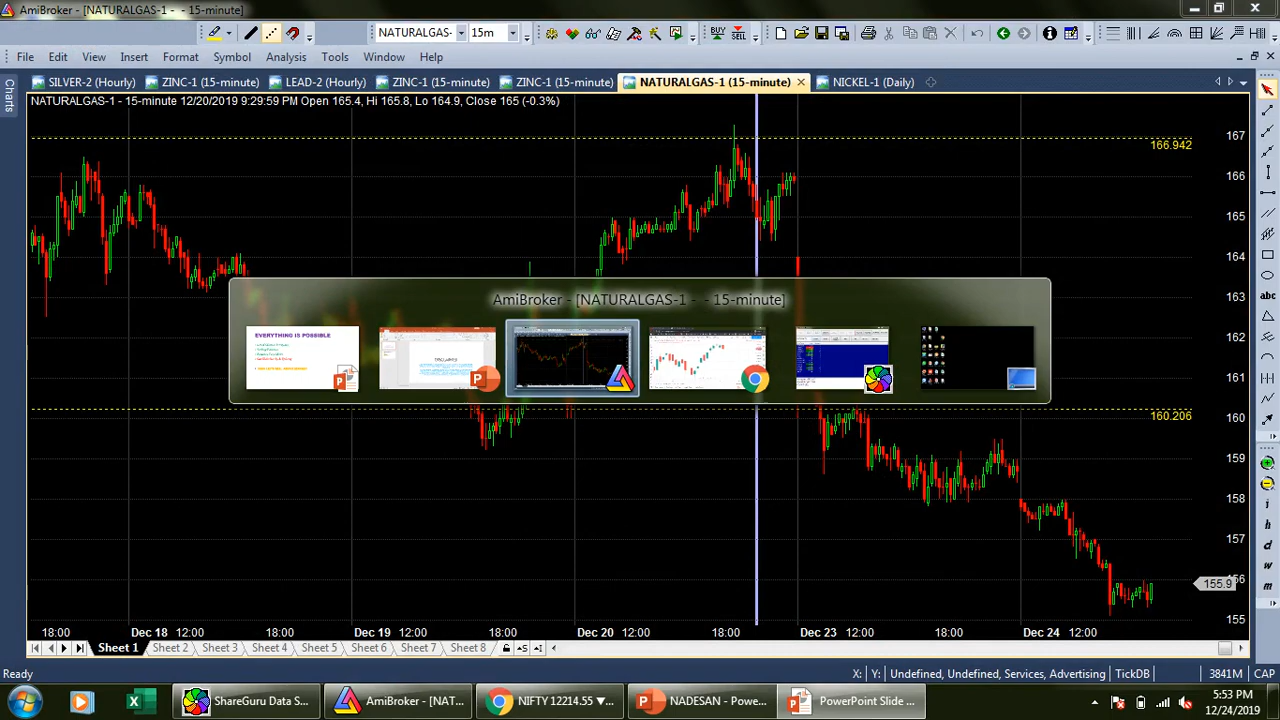 AmiBroker - [NATURALGAS-1 (15-minute)]
NATURALGAS- 15m BUY SELL
File Edit View Insert Format Symbol Analysis Tools Window Help
Charts
SILVER-2 (Hourly) ZINC-1 (15-minute) LEAD-2 (Hourly) ZINC-1 (15-minute) ZINC-1 (15-minute) NATURALGAS-1 (15-minute) NICKEL-1 (Daily)
NATURALGAS-1 - 15-minute 12/20/2019 9:29:59 PM Open 165.4, Hi 165.8, Lo 164.9, Close 165 (-0.3%)
167
166.942
166
165
164
163
162
161
160.206
160
159
158
157
166
155.9
155
AmiBroker - [NATURALGAS-1 - - 15-minute]
EVERYTHING IS POSSIBLE
abc
i
h
d
w
m
18:00 Dec 18 12:00 18:00 Dec 19 12:00 18:00 Dec 20 12:00 18:00 Dec 23 12:00 18:00 Dec 24 12:00
Sheet 1 Sheet 2 Sheet 3 Sheet 4 Sheet 5 Sheet 6 Sheet 7 Sheet 8
Ready X: Y: Undefined, Undefined, Services, Advertising TickDB 3841M CAP
ShareGuru Data S... AmiBroker - [NAT... NIFTY 12214.55 ▼... NADESAN - Powe... PowerPoint Slide ...
5:53 PM
12/24/2019